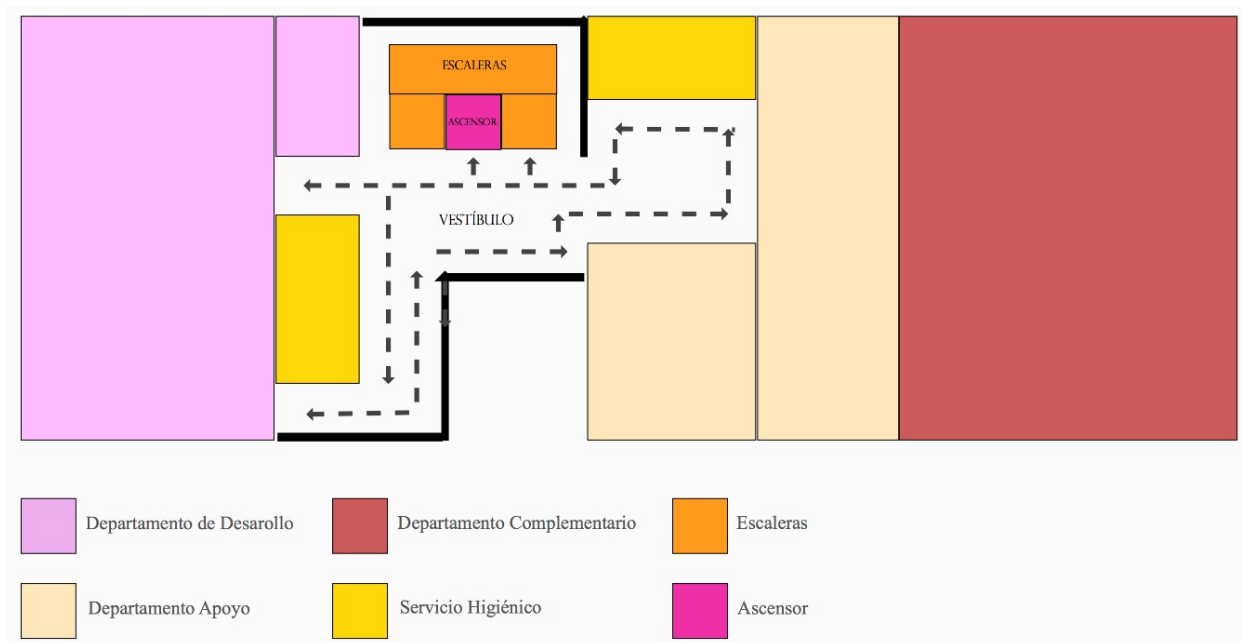 ESCALERAS
ASCENSOR
VESTÍBULO
Departamento de Desarollo
Departamento Complementario
Escaleras
Departamento Apoyo
Servicio Higiénico
Ascensor